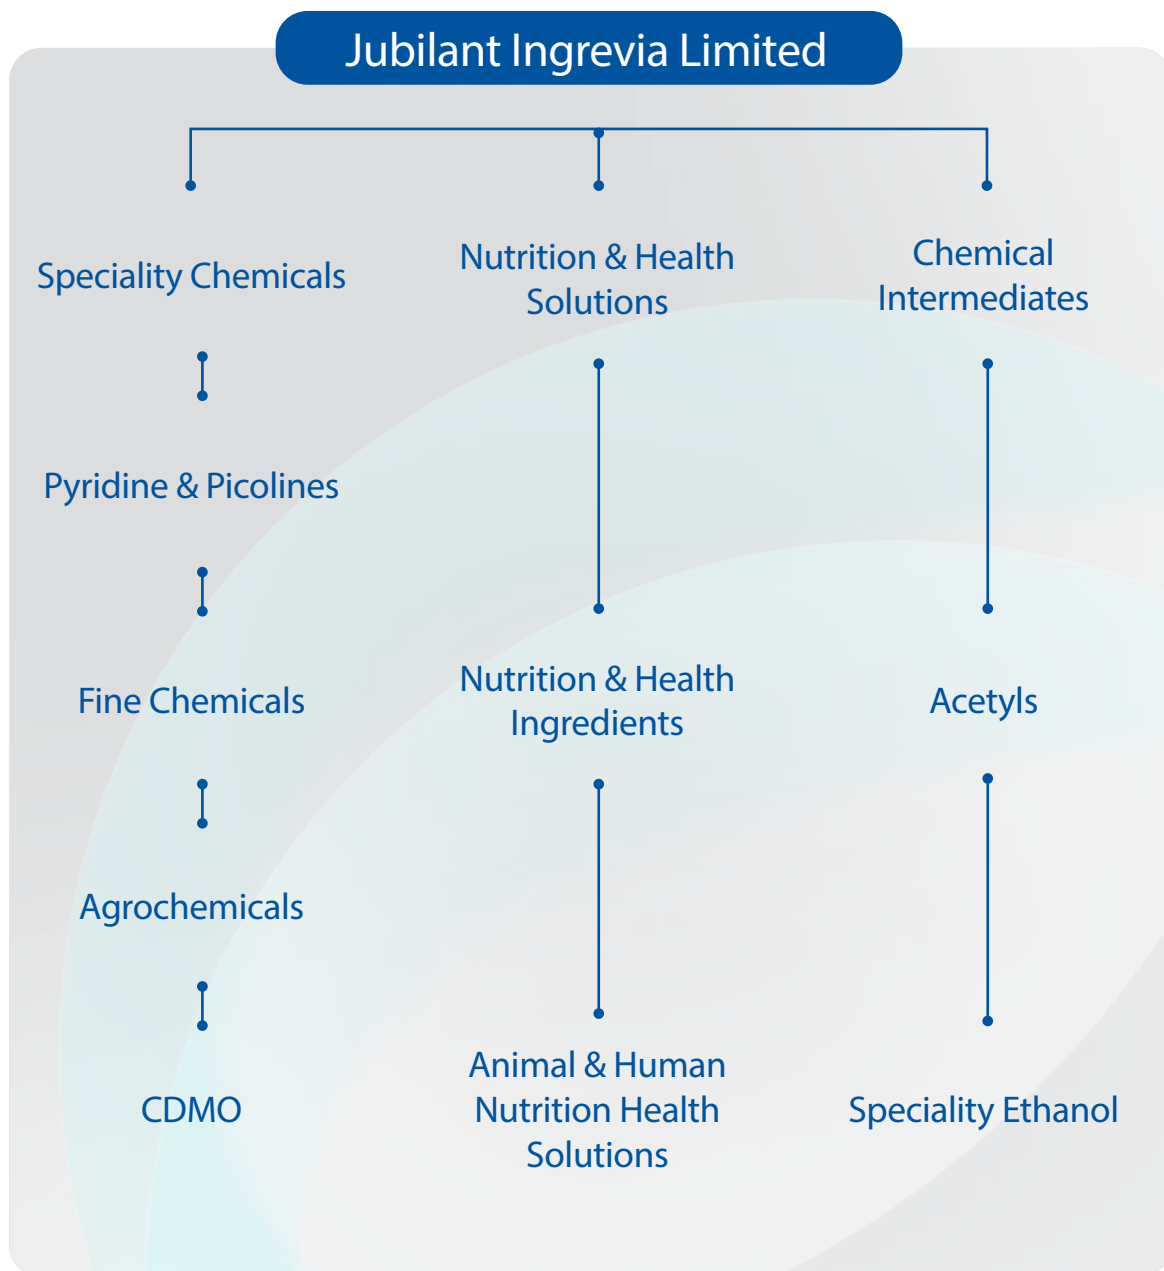 Jubilant Ingrevia Limited
Speciality Chemicals
Pyridine & Picolines
Fine Chemicals
Agrochemicals
CDMO
Nutrition & Health
Solutions
Nutrition & Health
Ingredients
Animal & Human
Nutrition Health
Solutions
Chemical
Intermediates
Acetyls
Speciality Ethanol